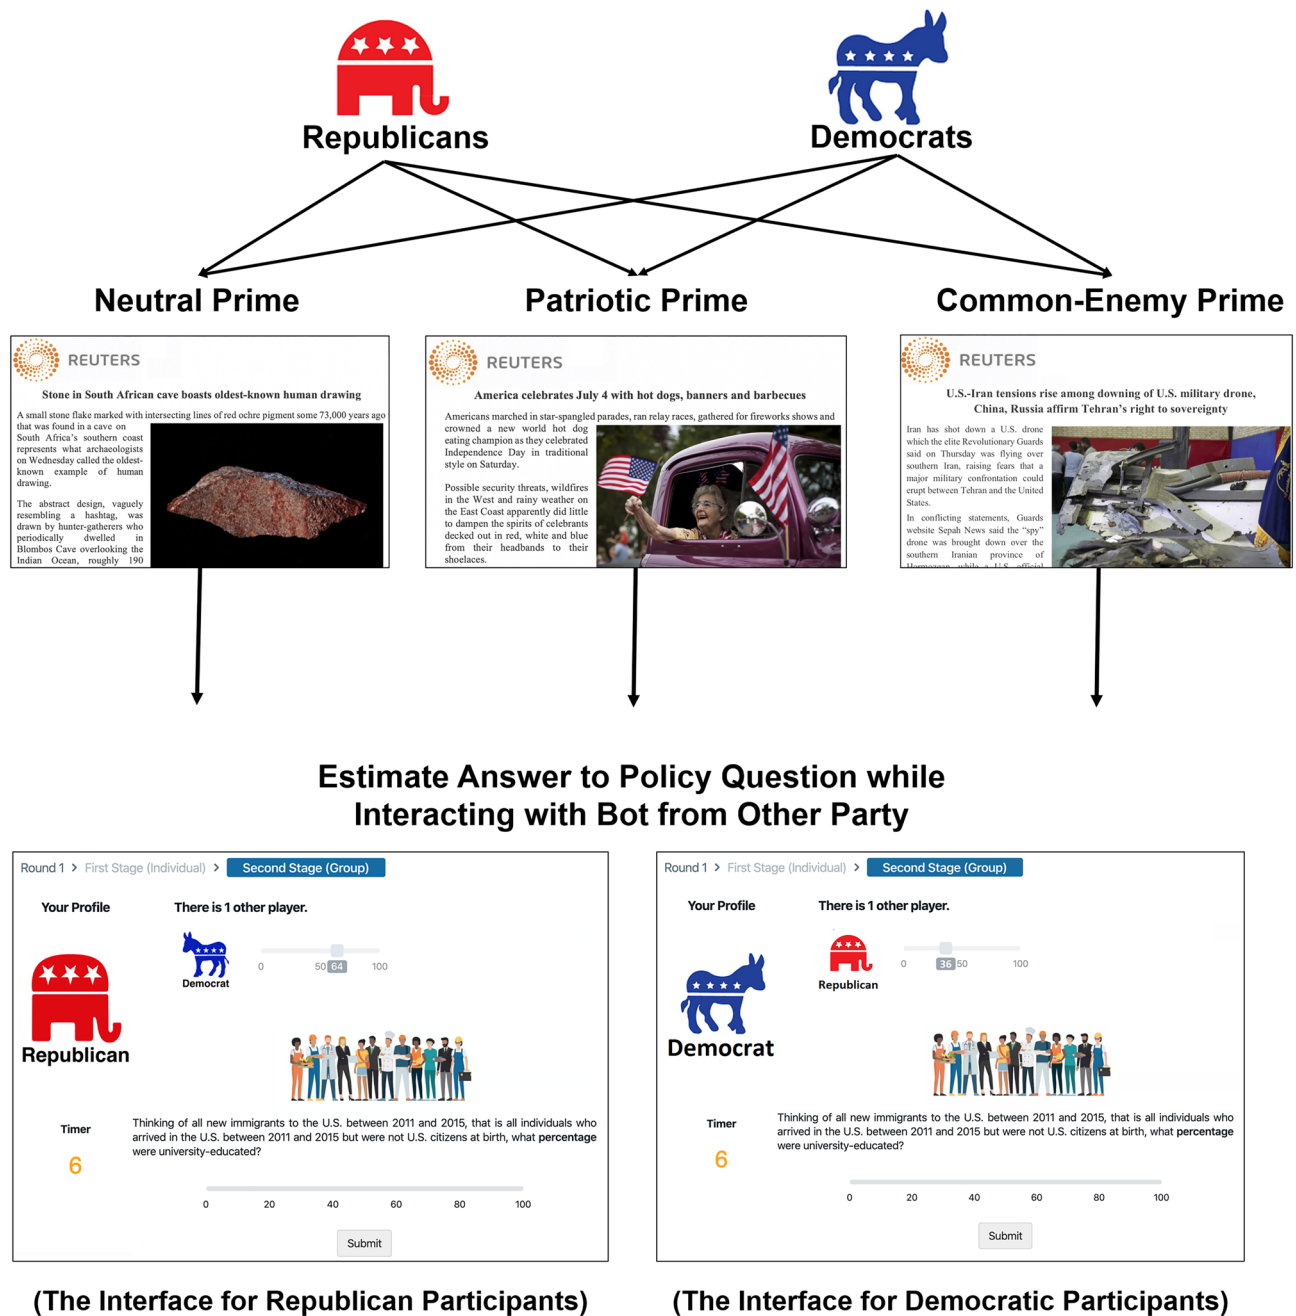 Republicans
Democrats
Neutral Prime
Patriotic Prime
Common-Enemy Prime
REUTERS
Stone in South African cave boasts oldest-known human drawing
A small stone flake marked with intersecting lines of red ochre pigment some 73,000 years ago
that was found in a cave on
South Africa's southern coast
represents what archaeologists
on Wednesday called the oldest-
known example of human
drawing.
The abstract design, vaguely
resembling a hashtag, was
drawn by hunter-gatherers who
periodically dwelled in
Blombos Cave overlooking the
Indian Ocean, roughly 190
REUTERS
America celebrates July 4 with hot dogs, banners and barbecues
Americans marched in star-spangled parades, ran relay races, gathered for fireworks shows and
crowned a new world hot dog
eating champion as they celebrated
Independence Day in traditional
style on Saturday.
Possible security threats, wildfires
in the West and rainy weather on
the East Coast apparently did little
to dampen the spirits of celebrants
decked out in red, white and blue
from their headbands to their
shoelaces.
REUTERS
U.S.-Iran tensions rise among downing of U.S. military drone,
China, Russia affirm Tehran's right to sovereignty
Iran has shot down a U.S. drone
which the elite Revolutionary Guards
said on Thursday was flying over
southern Iran, raising fears that a
major military confrontation could
erupt between Tehran and the United
States.
In conflicting statements, Guards
website Sepah News said the "spy"
drone was brought down over the
southern Iranian province of
Hormozgan, while a U.S. official
Estimate Answer to Policy Question while
Interacting with Bot from Other Party
Round 1 > First Stage (Individual) > Second Stage (Group)
Your Profile
There is 1 other player.
Democrat
0 50 64 100
Republican
Timer
6
Thinking of all new immigrants to the U.S. between 2011 and 2015, that is all individuals who
arrived in the U.S. between 2011 and 2015 but were not U.S. citizens at birth, what percentage
were university-educated?
0 20 40 60 80 100
Submit
Round 1 > First Stage (Individual) > Second Stage (Group)
Your Profile
There is 1 other player.
Republican
0 36 50 100
Democrat
Timer
6
Thinking of all new immigrants to the U.S. between 2011 and 2015, that is all individuals who
arrived in the U.S. between 2011 and 2015 but were not U.S. citizens at birth, what percentage
were university-educated?
0 20 40 60 80 100
Submit
(The Interface for Republican Participants)
(The Interface for Democratic Participants)